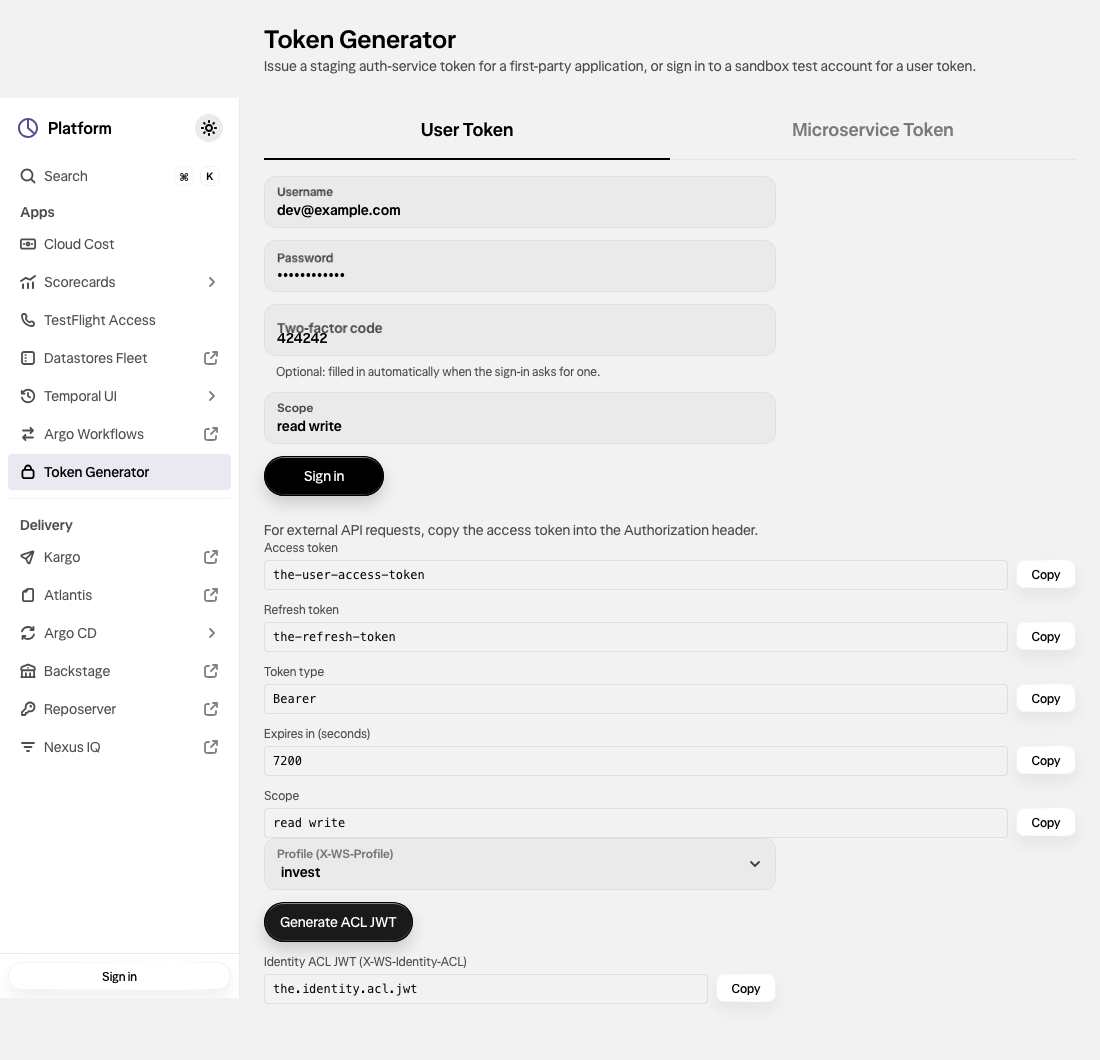 Token Generator
Issue a staging auth-service token for a first-party application, or sign in to a sandbox test account for a user token.
Platform
Search
⌘ K
Apps
Cloud Cost
Scorecards
TestFlight Access
Datastores Fleet
Temporal UI
Argo Workflows
Token Generator
Delivery
Kargo
Atlantis
Argo CD
Backstage
Reposerver
Nexus IQ
Sign in
User Token
Microservice Token
Username
dev@example.com
Password
••••••••••••
Two-factor code
424242
Optional: filled in automatically when the sign-in asks for one.
Scope
read write
Sign in
For external API requests, copy the access token into the Authorization header.
Access token
the-user-access-token
Copy
Refresh token
the-refresh-token
Copy
Token type
Bearer
Copy
Expires in (seconds)
7200
Copy
Scope
read write
Copy
Profile (X-WS-Profile)
invest
Generate ACL JWT
Identity ACL JWT (X-WS-Identity-ACL)
the.identity.acl.jwt
Copy